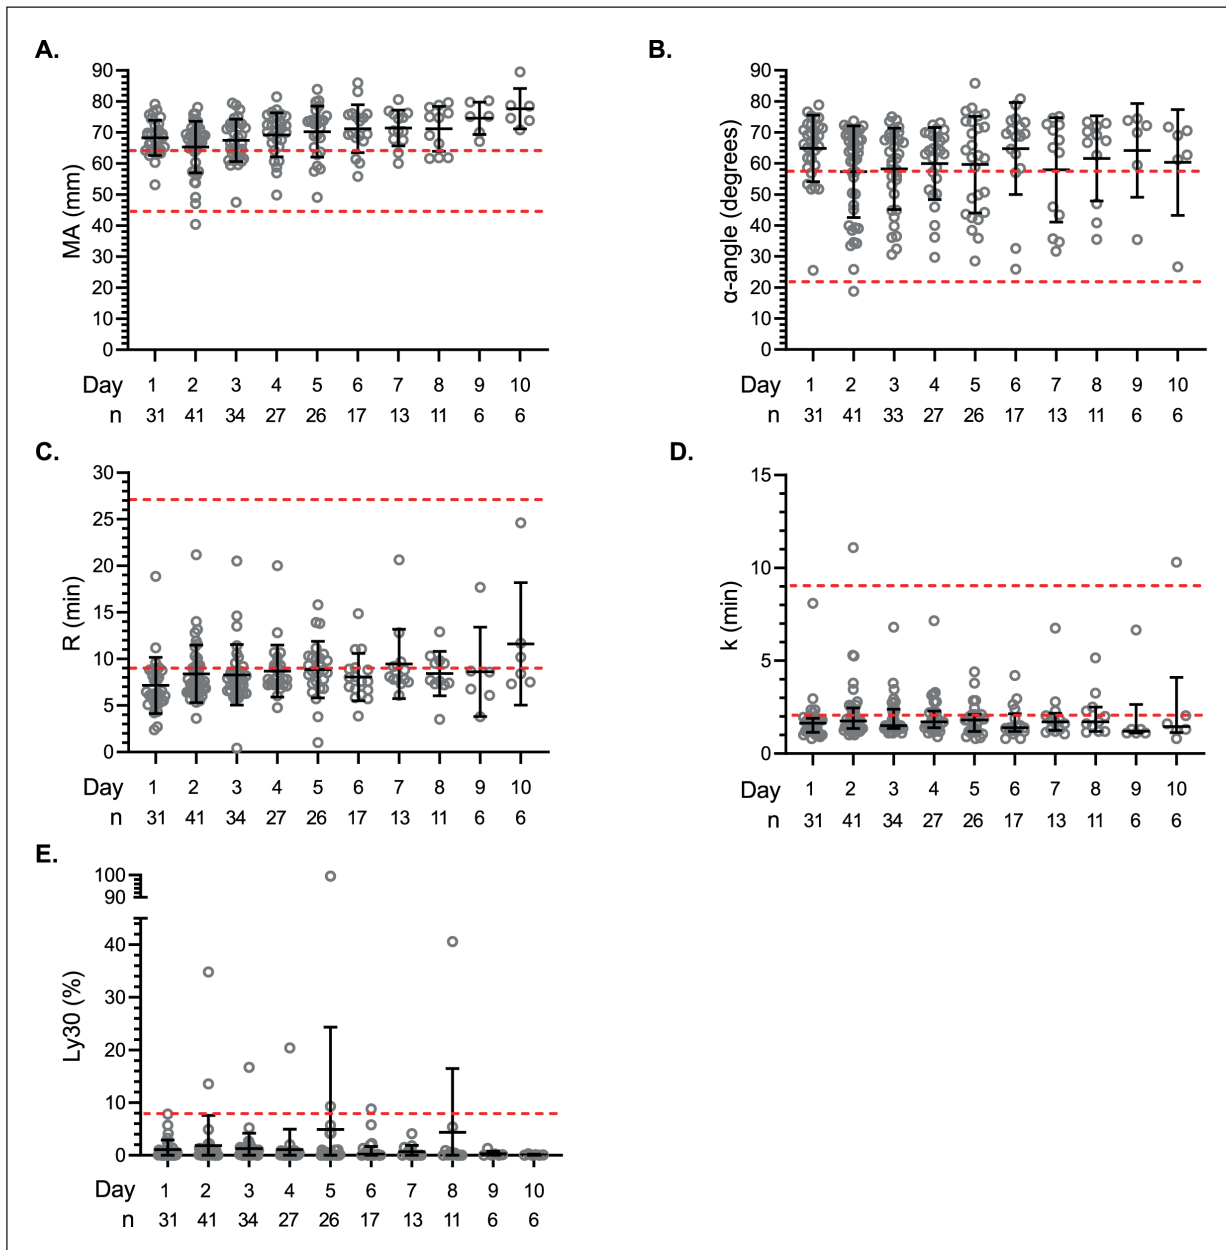 A.
MA (mm)
90
80
70
60
50
40
30
20
10
0
Day 1 2 3 4 5 6 7 8 9 10
n 31 41 34 27 26 17 13 11 6 6
B.
α-angle (degrees)
90
80
70
60
50
40
30
20
10
0
Day 1 2 3 4 5 6 7 8 9 10
n 31 41 33 27 26 17 13 11 6 6
C.
R (min)
30
25
20
15
10
5
0
Day 1 2 3 4 5 6 7 8 9 10
n 31 41 34 27 26 17 13 11 6 6
D.
k (min)
15
10
5
0
Day 1 2 3 4 5 6 7 8 9 10
n 31 41 34 27 26 17 13 11 6 6
E.
Ly30 (%)
100
90
40
30
20
10
0
Day 1 2 3 4 5 6 7 8 9 10
n 31 41 34 27 26 17 13 11 6 6